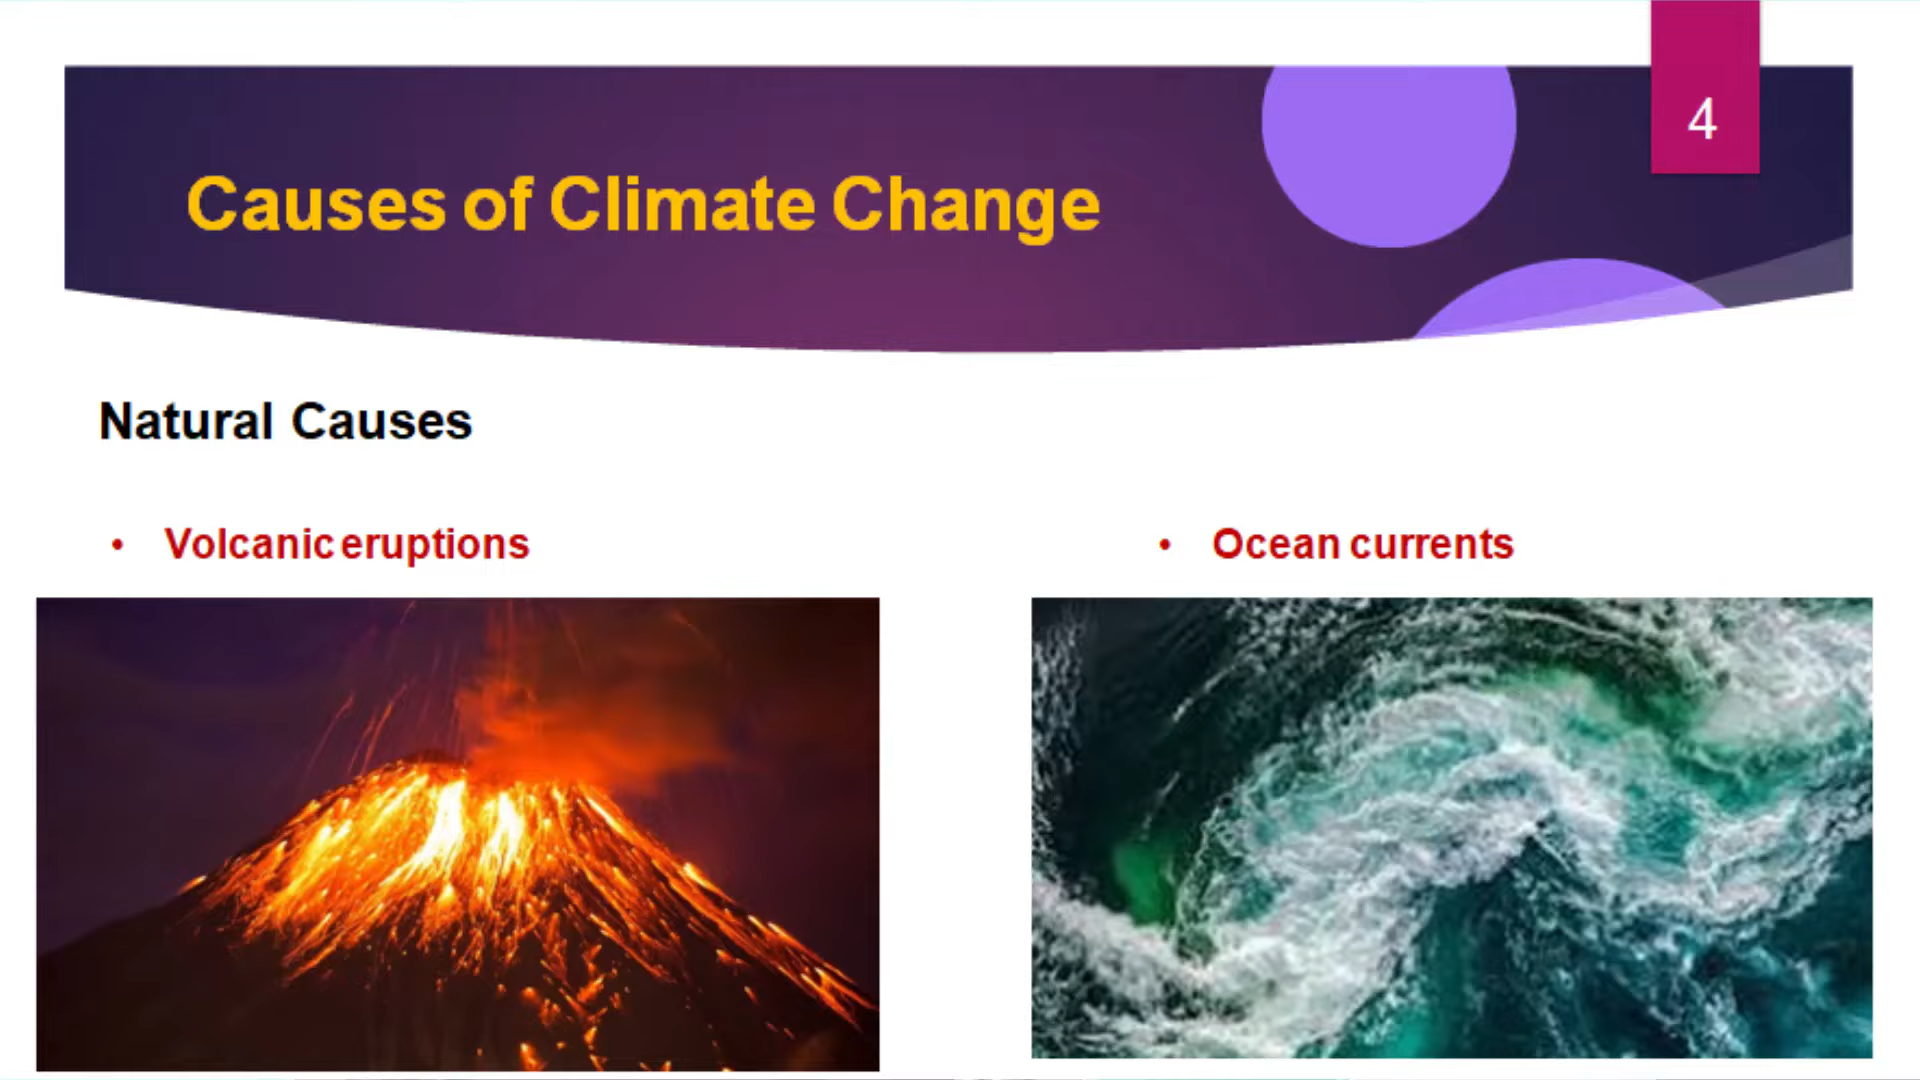 4
Causes of Climate Change
Natural Causes
• Volcanic eruptions
• Ocean currents